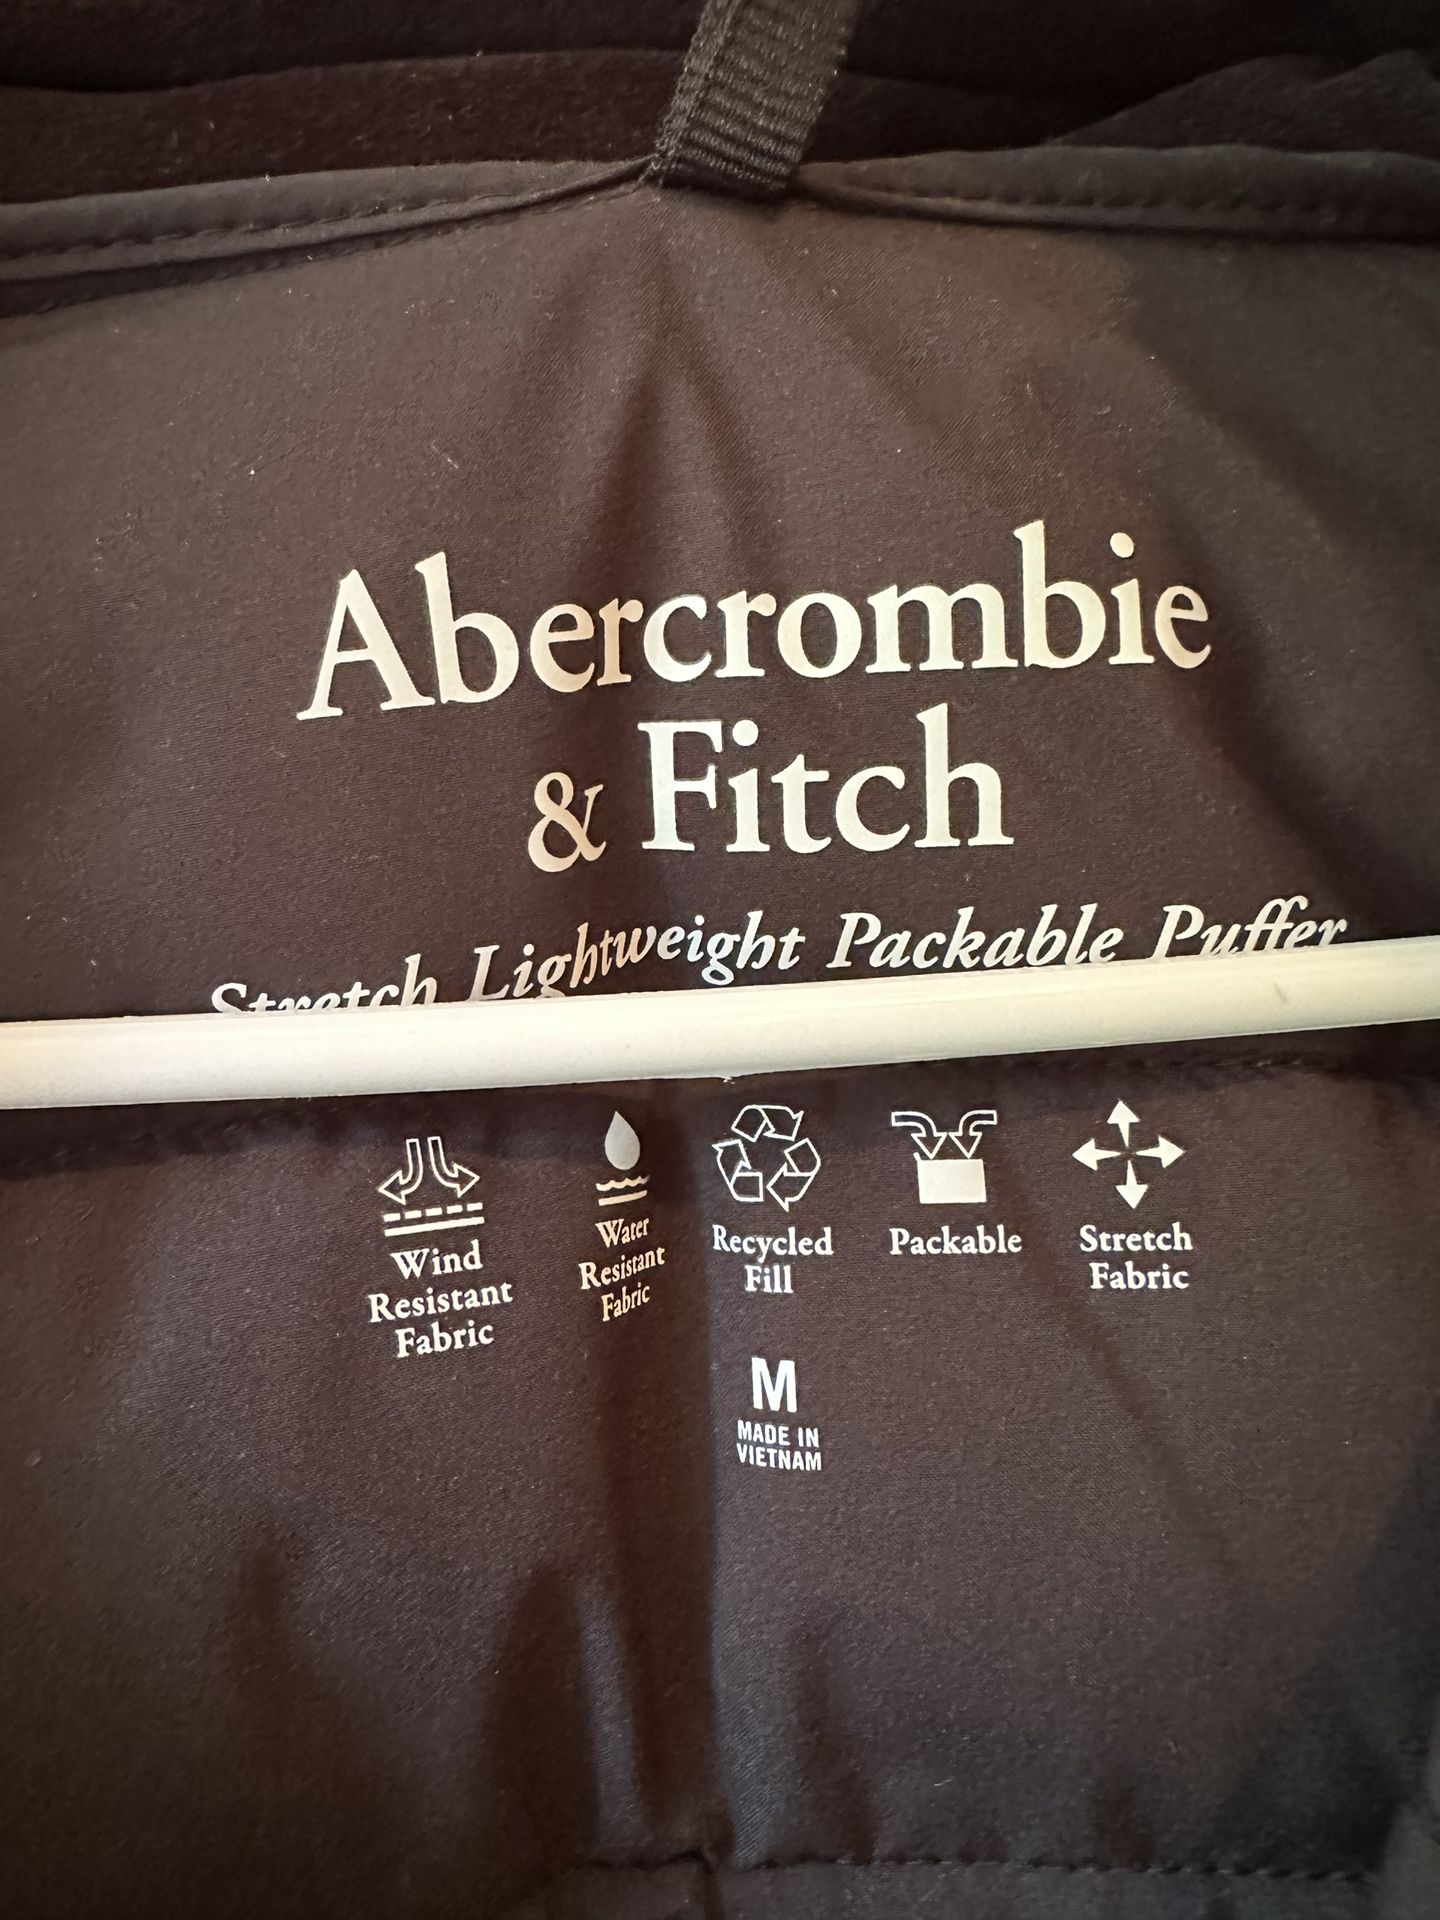 Abercrombie
& Fitch
Stretch Lightweight Packable Puffer
Wind
Resistant
Fabric
Water
Resistant
Fabric
Recycled
Fill
Packable
Stretch
Fabric
M
MADE IN
VIETNAM